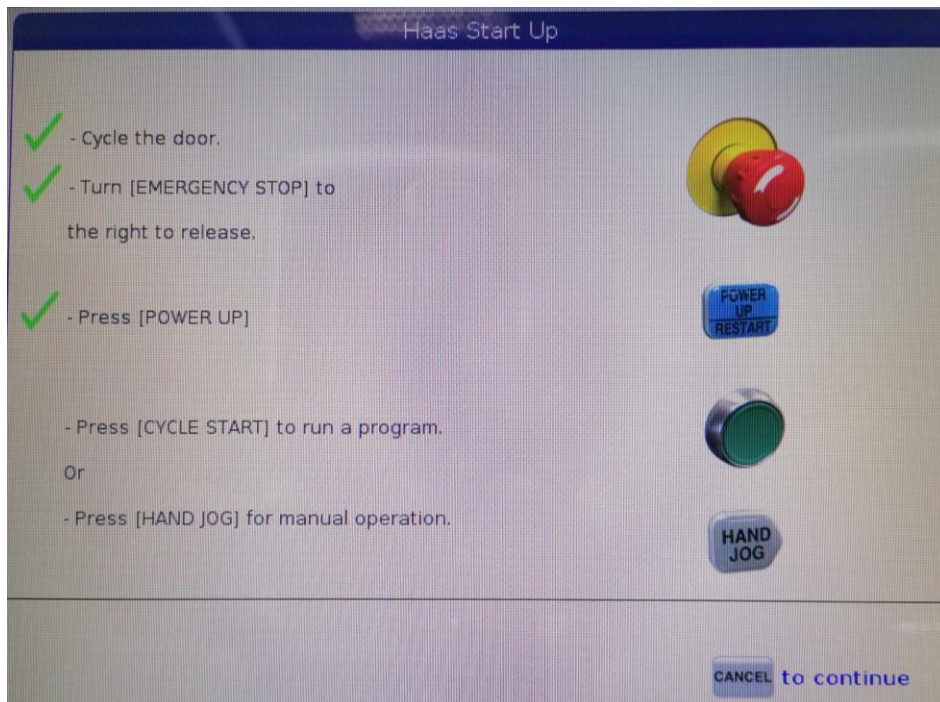 Haas Start Up
- Cycle the door.
- Turn [EMERGENCY STOP] to
the right to release.
- Press [POWER UP]
POWER
UP
RESTART
- Press [CYCLE START] to run a program.
Or
- Press [HAND JOG] for manual operation.
HAND
JOG
CANCEL to continue